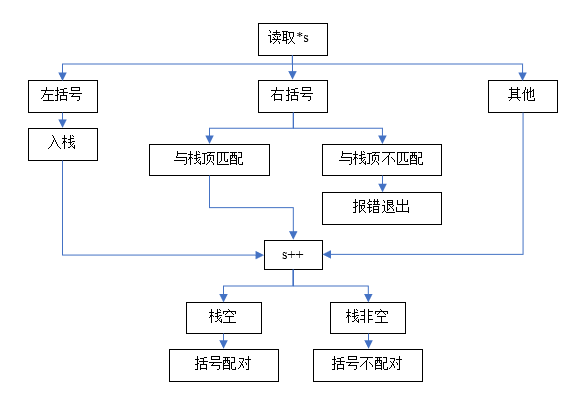 读取*s
左括号
右括号
其他
入栈
与栈顶匹配
与栈顶不匹配
报错退出
s++
栈空
栈非空
括号配对
括号不配对